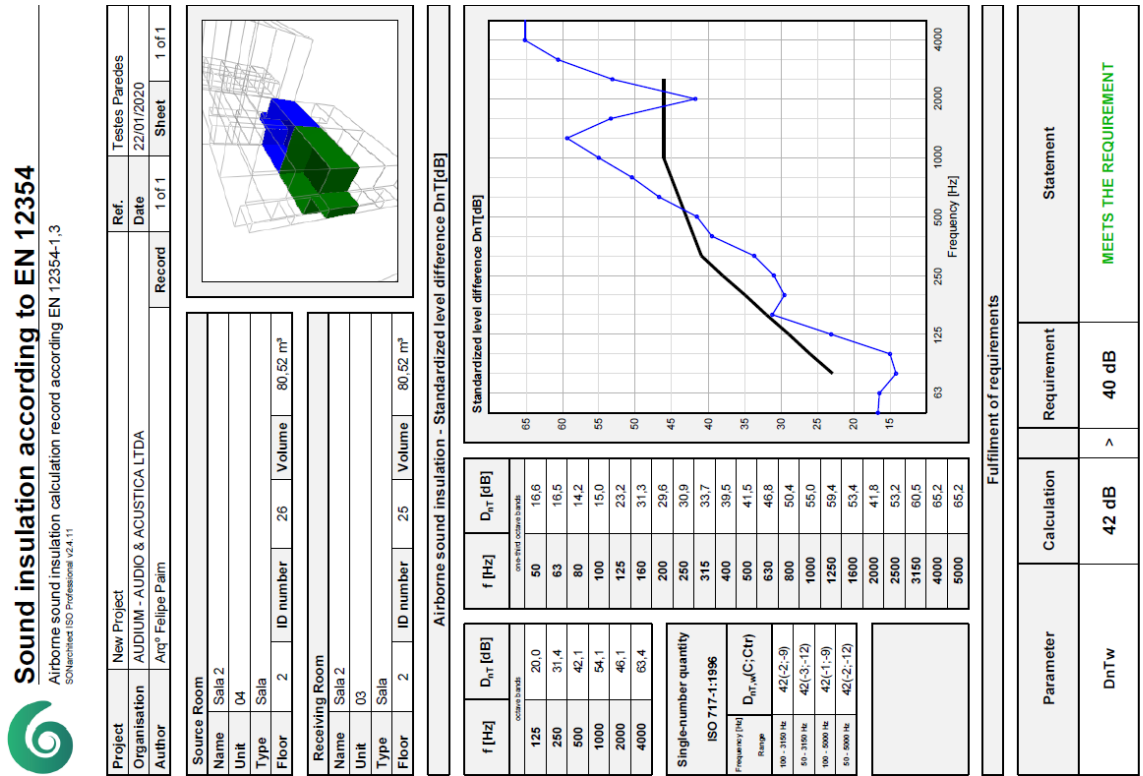 Sound insulation according to EN 12354
Airborne sound insulation calculation record according EN 12354-1,3
SONarchitect ISO Professional v2.4.11
Project New Project Ref. Testes Paredes
Organisation AUDIUM - AUDIO & ACUSTICA LTDA Date 22/01/2020
Author Arqº Felipe Paim Record 1 of 1 Sheet 1 of 1
Source Room
Name Sala 2
Unit 04
Type Sala
Floor 2 ID number 26 Volume 80,52 m³
Receiving Room
Name Sala 2
Unit 03
Type Sala
Floor 2 ID number 25 Volume 80,52 m³
Airborne sound insulation - Standardized level difference DnT[dB]
f [Hz] DnT [dB]
octave bands
125 20,0
250 31,4
500 42,1
1000 54,1
2000 46,1
4000 63,4
Single-number quantity
ISO 717-1:1996
Frequency [Hz] Range DnT,w(C;Ctr)
100 - 3150 Hz 42(-2;-9)
50 - 3150 Hz 42(-3;-12)
100 - 5000 Hz 42(-1;-9)
50 - 5000 Hz 42(-2;-12)
f [Hz] DnT [dB]
one-third octave bands
50 16,6
63 16,5
80 14,2
100 15,0
125 23,2
160 31,3
200 29,6
250 30,9
315 33,7
400 39,5
500 41,5
630 46,8
800 50,4
1000 55,0
1250 59,4
1600 53,4
2000 41,8
2500 53,2
3150 60,5
4000 65,2
5000 65,2
Standardized level difference DnT[dB]
65
60
55
50
45
40
35
30
25
20
15
63 125 250 500 1000 2000 4000
Frequency [Hz]
Fulfilment of requirements
Parameter Calculation Requirement Statement
DnTw 42 dB > 40 dB MEETS THE REQUIREMENT